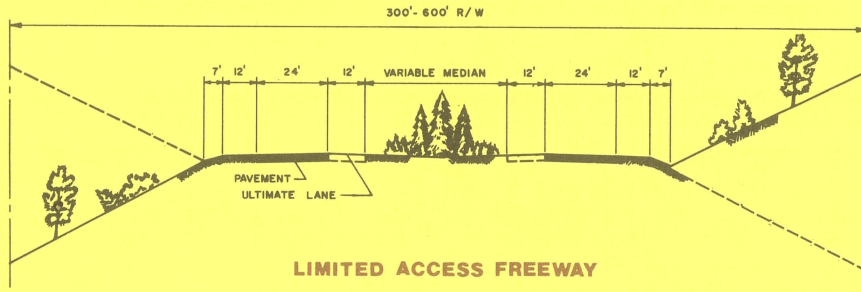 300'- 600' R/W
7' 12' 24' 12' VARIABLE MEDIAN 12' 24' 12' 7'
PAVEMENT
ULTIMATE LANE
LIMITED ACCESS FREEWAY